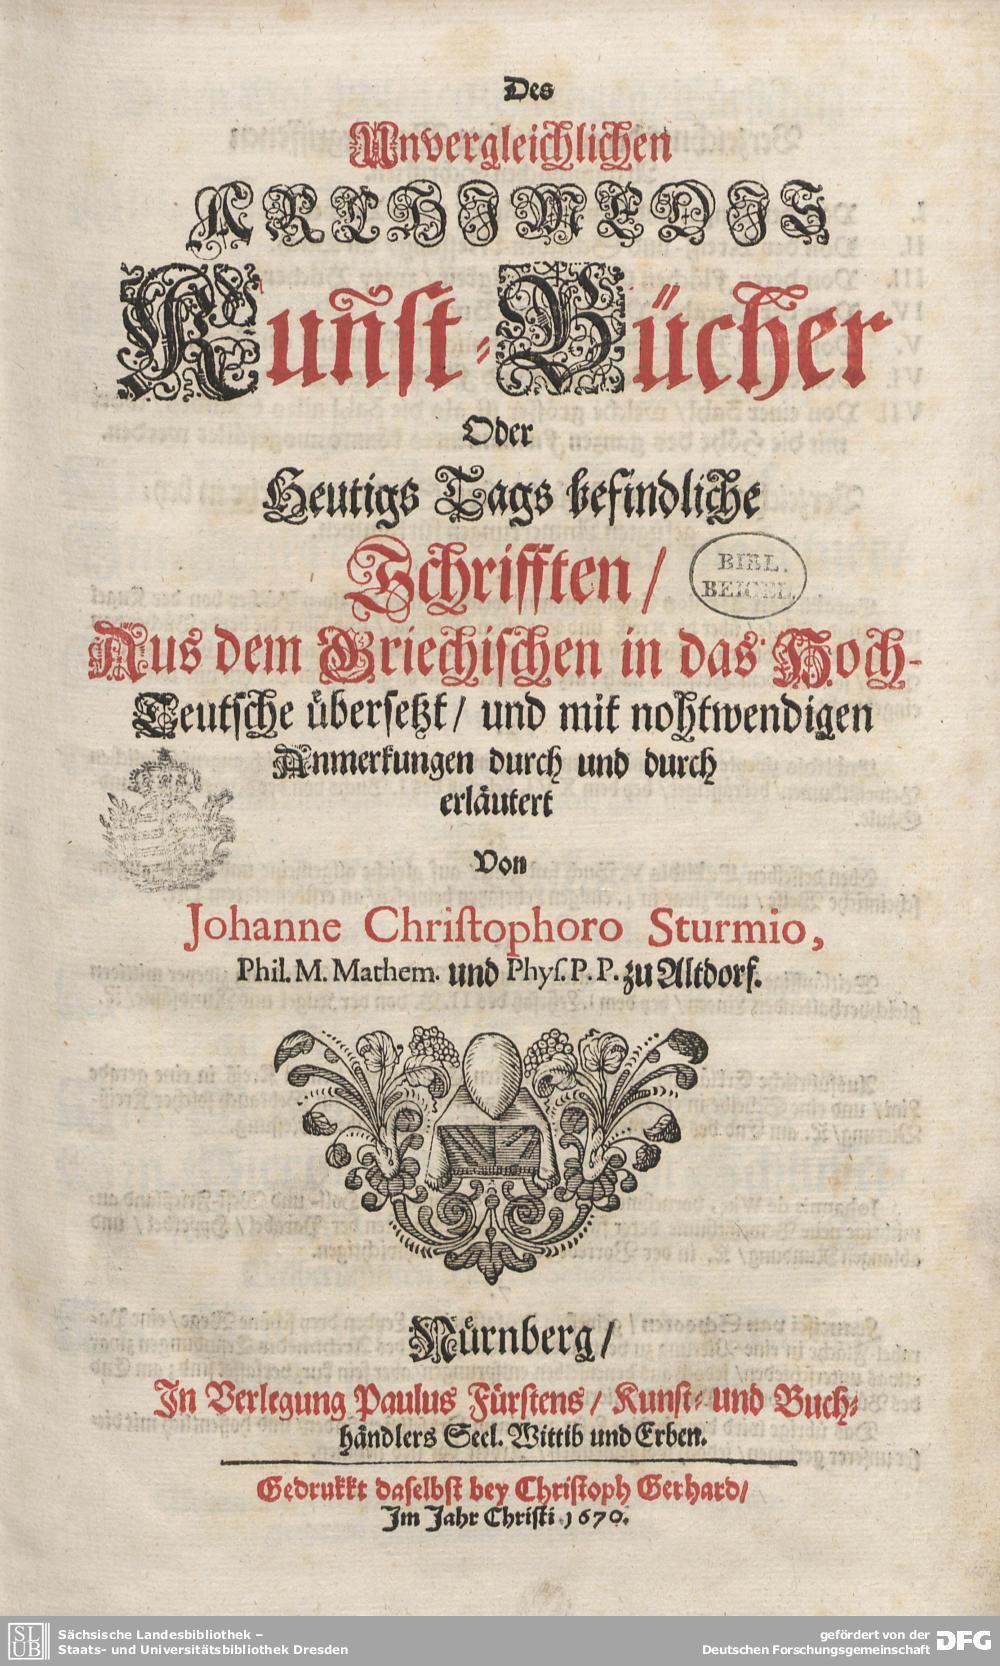 Des
Unvergleichlichen
ARCHIMEDIS
Kunst-Bücher
Oder
Heutigs Tags befindliche
Schrifften/
BIBL.
BEIGEL.
Aus dem Griechischen in das Hoch-
Teutsche übersetzt/ und mit nohtwendigen
Anmerkungen durch und durch
erläutert
Von
Johanne Christophoro Sturmio,
Phil. M. Mathem. und Phys. P. P. zu Altdorf.
Nürnberg/
In Verlegung Paulus Fürstens/ Kunst- und Buch-
händlers Seel. Wittib und Erben.
Gedrukkt daselbst bey Christoph Gerhard/
Im Jahr Christi 1670.
SLUB
Sächsische Landesbibliothek –
Staats- und Universitätsbibliothek Dresden
gefördert von der
Deutschen Forschungsgemeinschaft
DFG